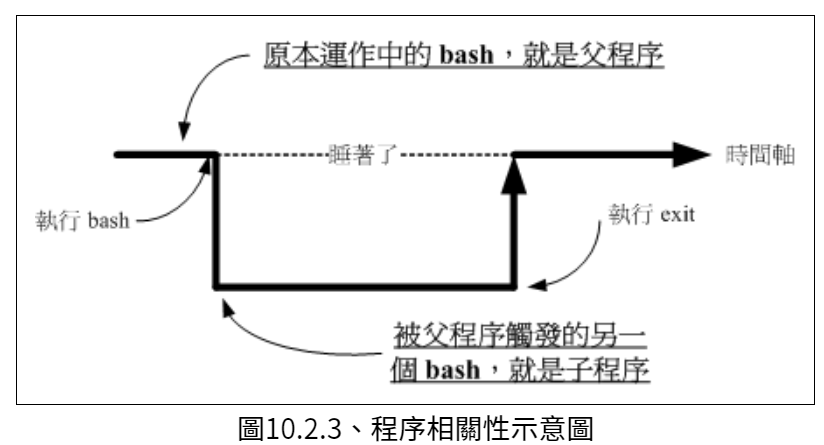 原本運作中的 bash，就是父程序
睡著了
時間軸
執行 bash
執行 exit
被父程序觸發的另一
個 bash，就是子程序
圖10.2.3、程序相關性示意圖